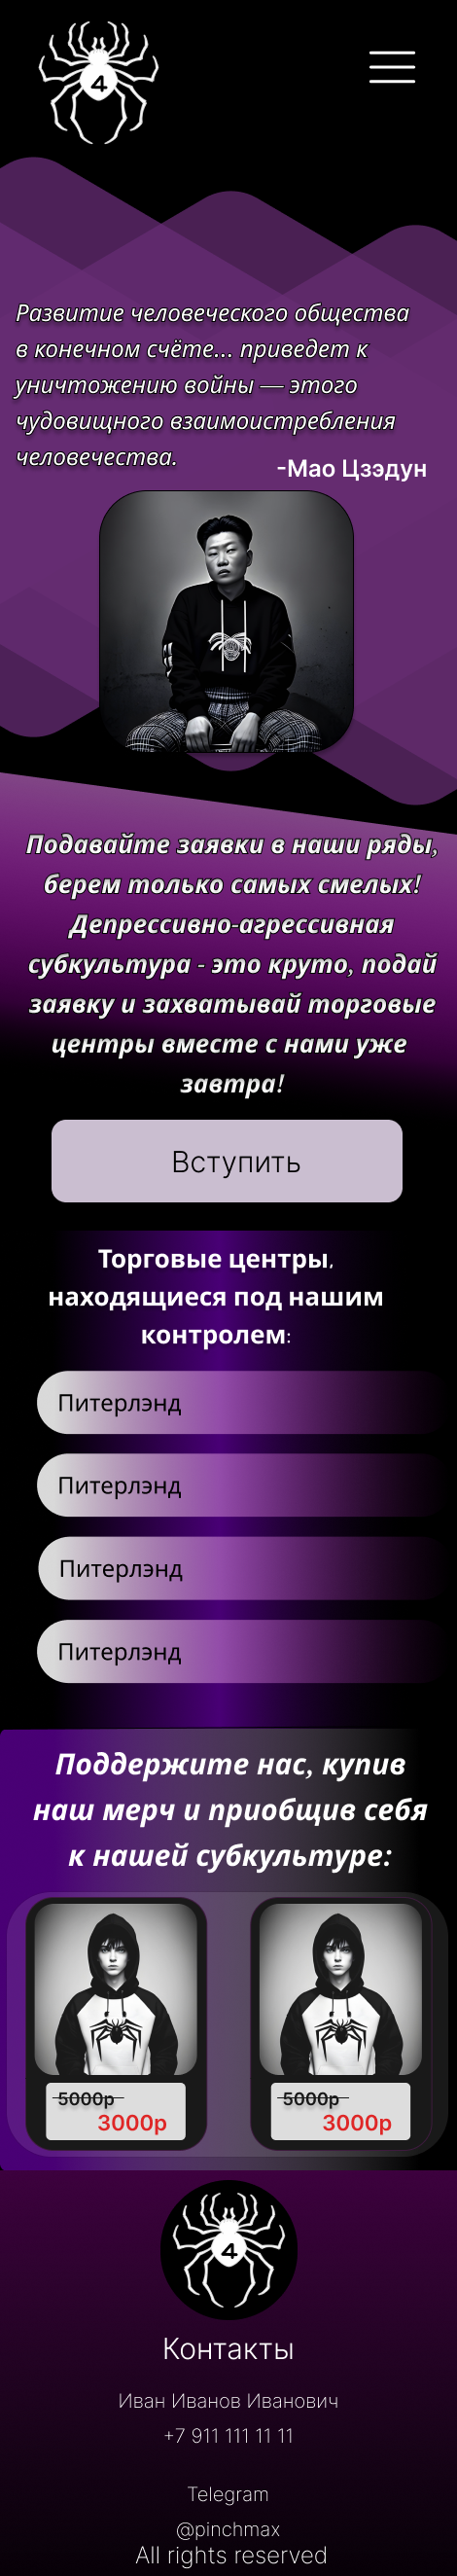 4
Развитие человеческого общества
в конечном счёте... приведет к
уничтожению войны — этого
чудовищного взаимоистребления
человечества.
-Мао Цзэдун
Подавайте заявки в наши ряды,
берем только самых смелых!
Депрессивно-агрессивная
субкультура - это круто, подай
заявку и захватывай торговые
центры вместе с нами уже
завтра!
Вступить
Торговые центры,
находящиеся под нашим
контролем:
Питерлэнд
Питерлэнд
Питерлэнд
Питерлэнд
Поддержите нас, купив
наш мерч и приобщив себя
к нашей субкультуре:
5000р
3000р
5000р
3000р
4
Контакты
Иван Иванов Иванович
+7 911 111 11 11
Telegram
@pinchmax
All rights reserved